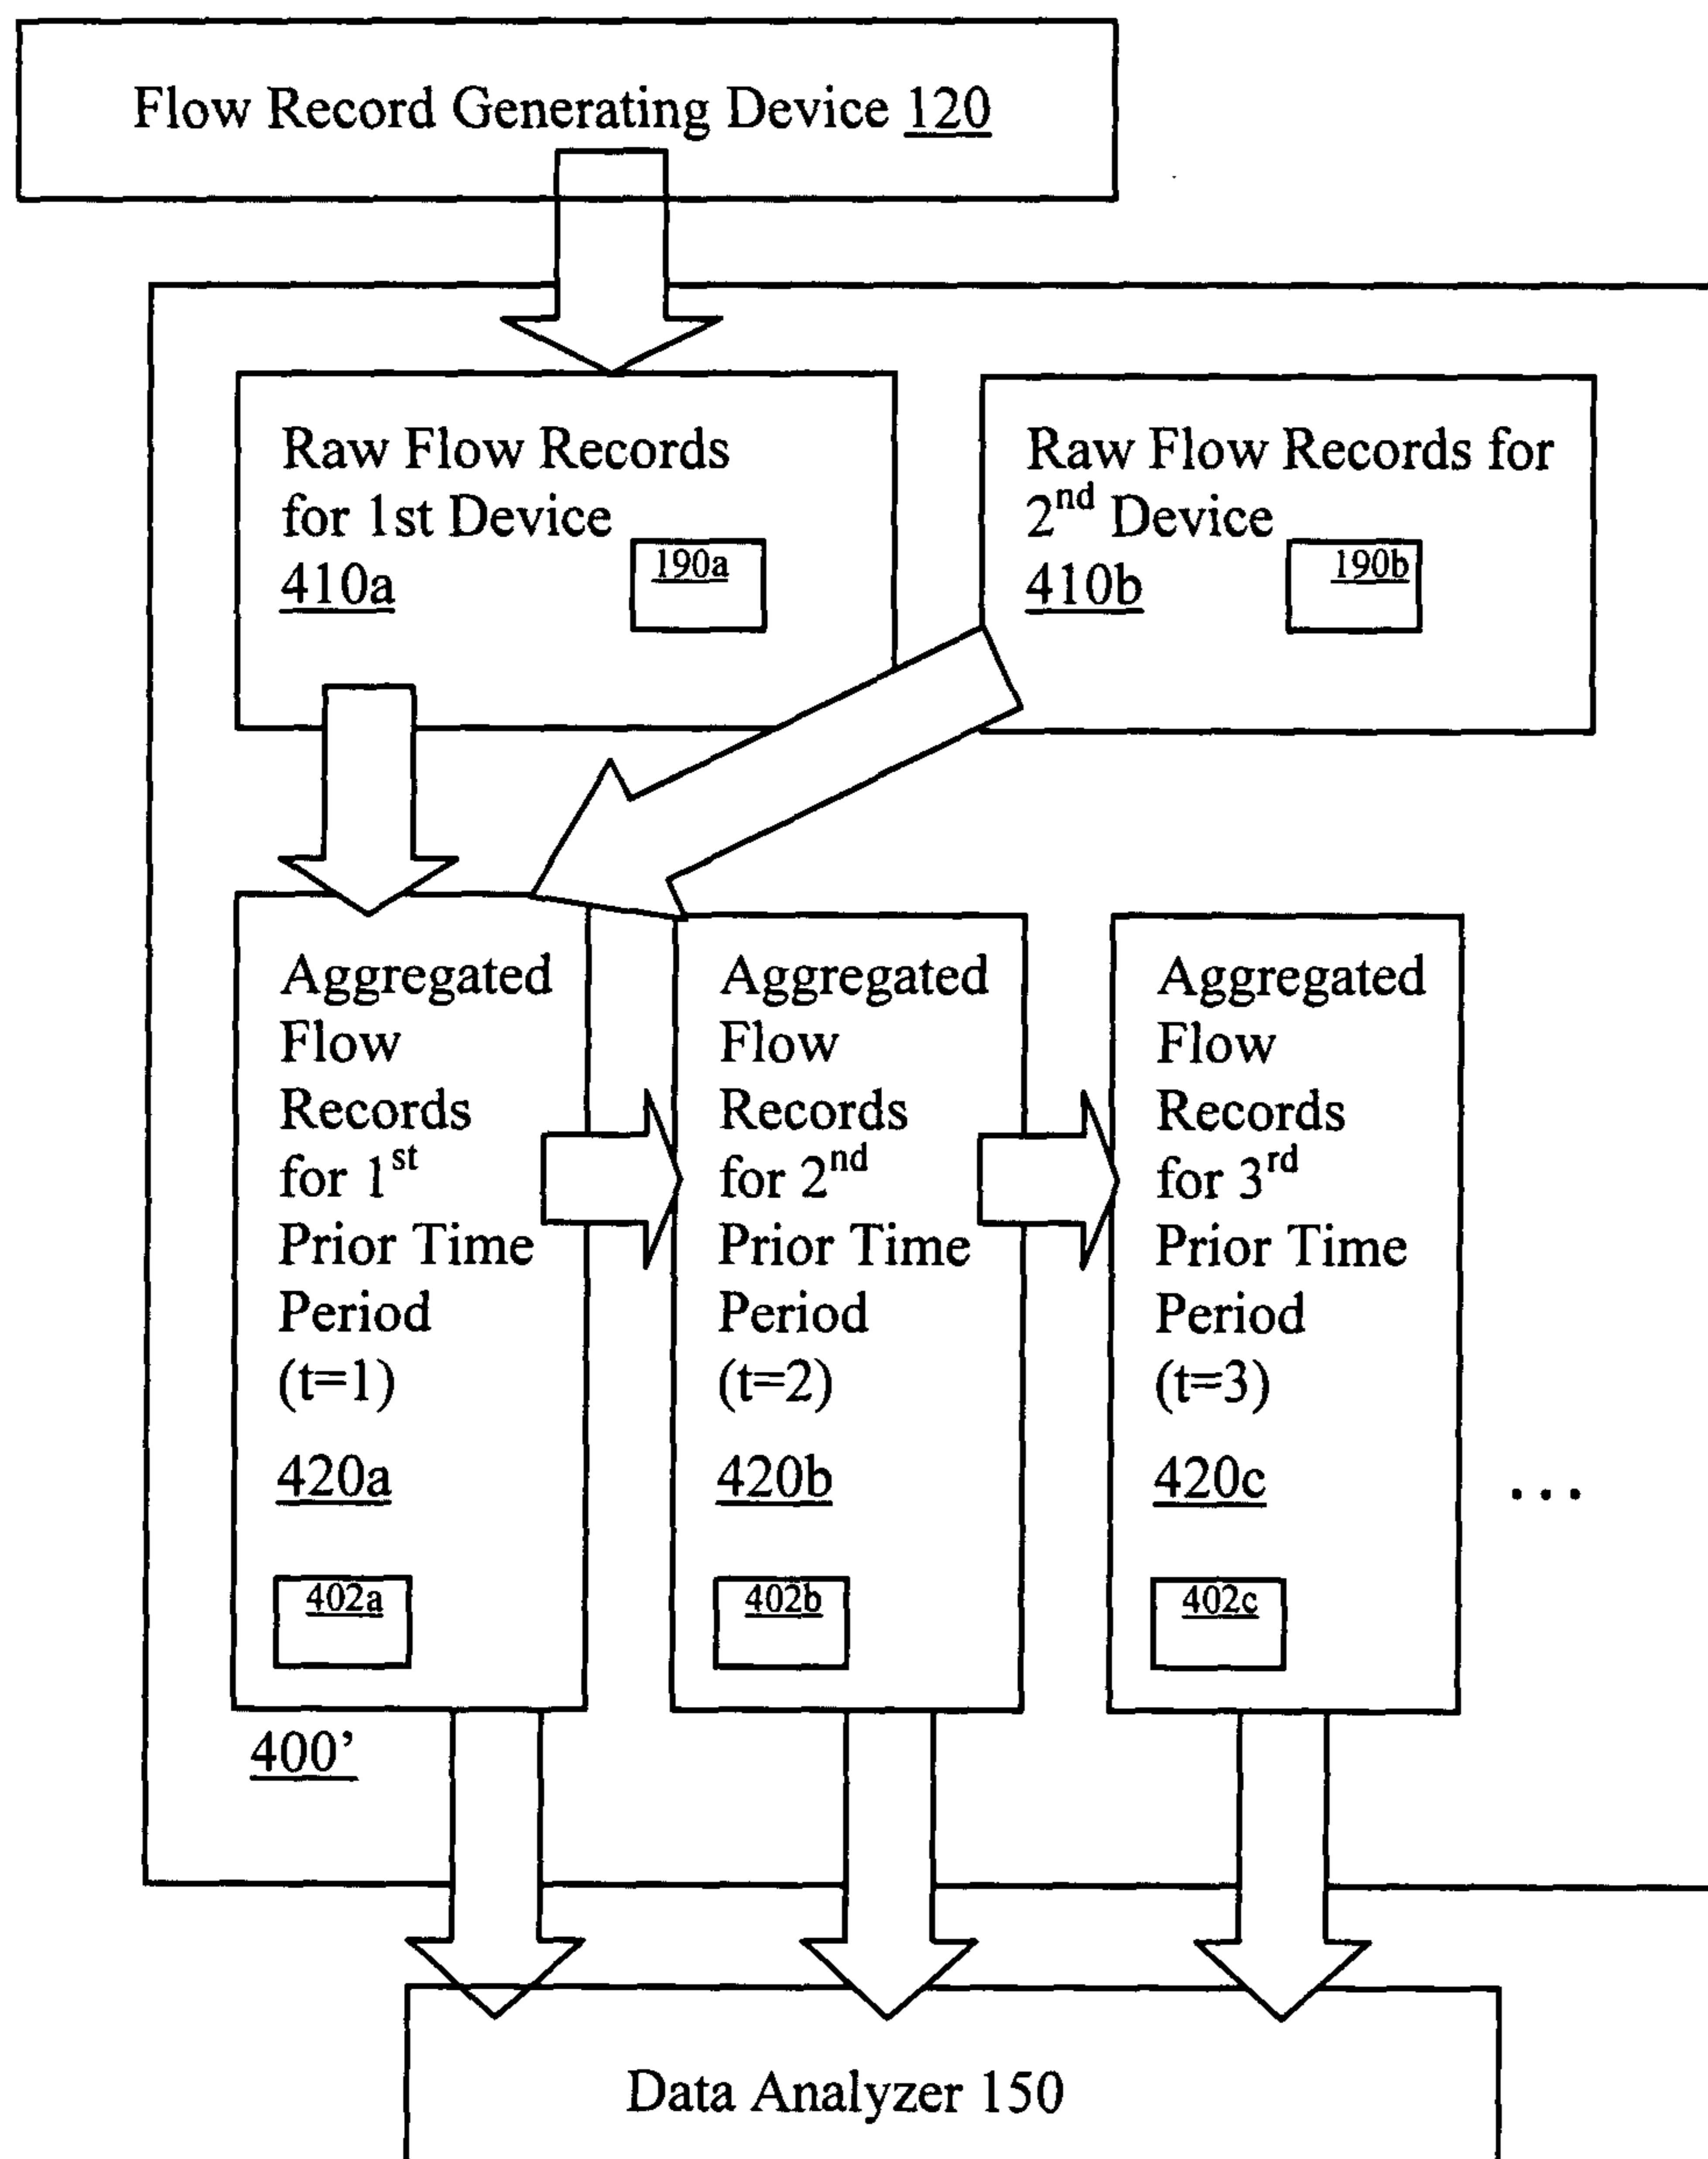 Flow Record Generating Device 120
Raw Flow Records
for 1st Device
410a
190a
Raw Flow Records for
2nd Device
410b
190b
Aggregated
Flow
Records
for 1st
Prior Time
Period
(t=1)
420a
402a
Aggregated
Flow
Records
for 2nd
Prior Time
Period
(t=2)
420b
402b
Aggregated
Flow
Records
for 3rd
Prior Time
Period
(t=3)
420c
402c
...
400’
Data Analyzer 150